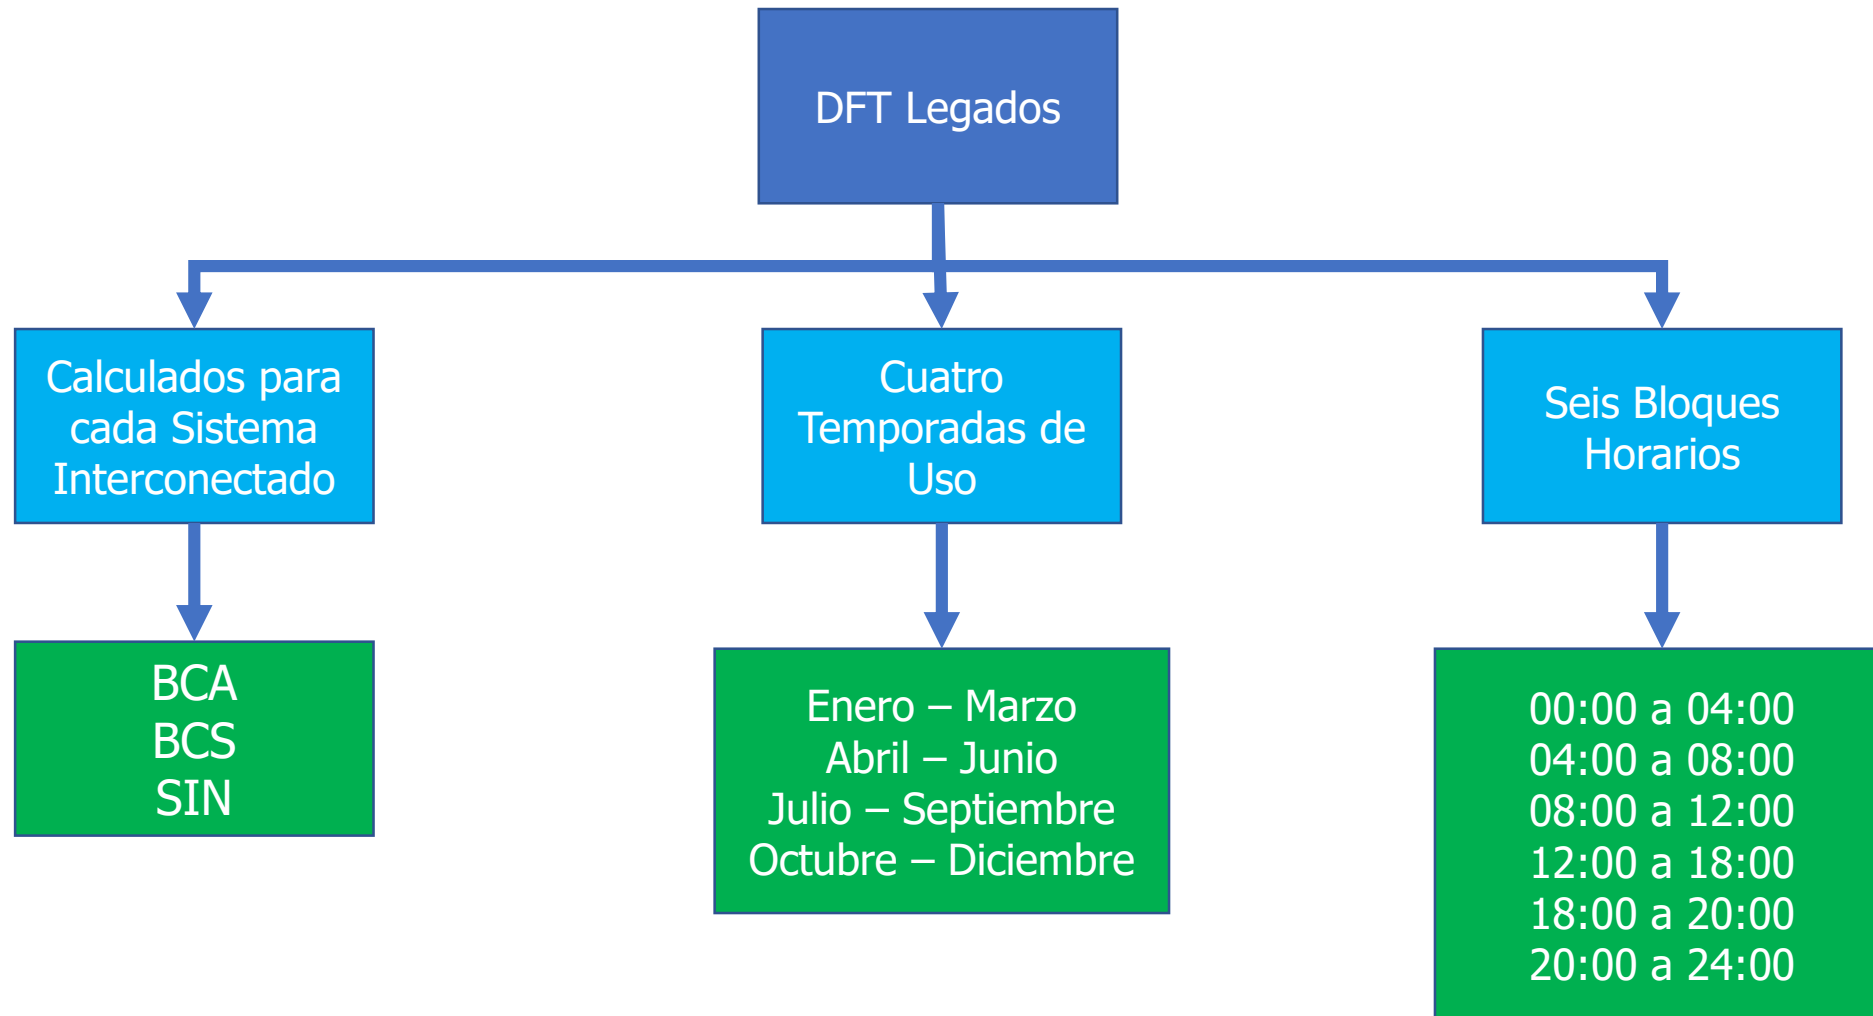 DFT Legados
Calculados para
cada Sistema
Interconectado
Cuatro
Temporadas de
Uso
Seis Bloques
Horarios
BCA
BCS
SIN
Enero – Marzo
Abril – Junio
Julio – Septiembre
Octubre – Diciembre
00:00 a 04:00
04:00 a 08:00
08:00 a 12:00
12:00 a 18:00
18:00 a 20:00
20:00 a 24:00